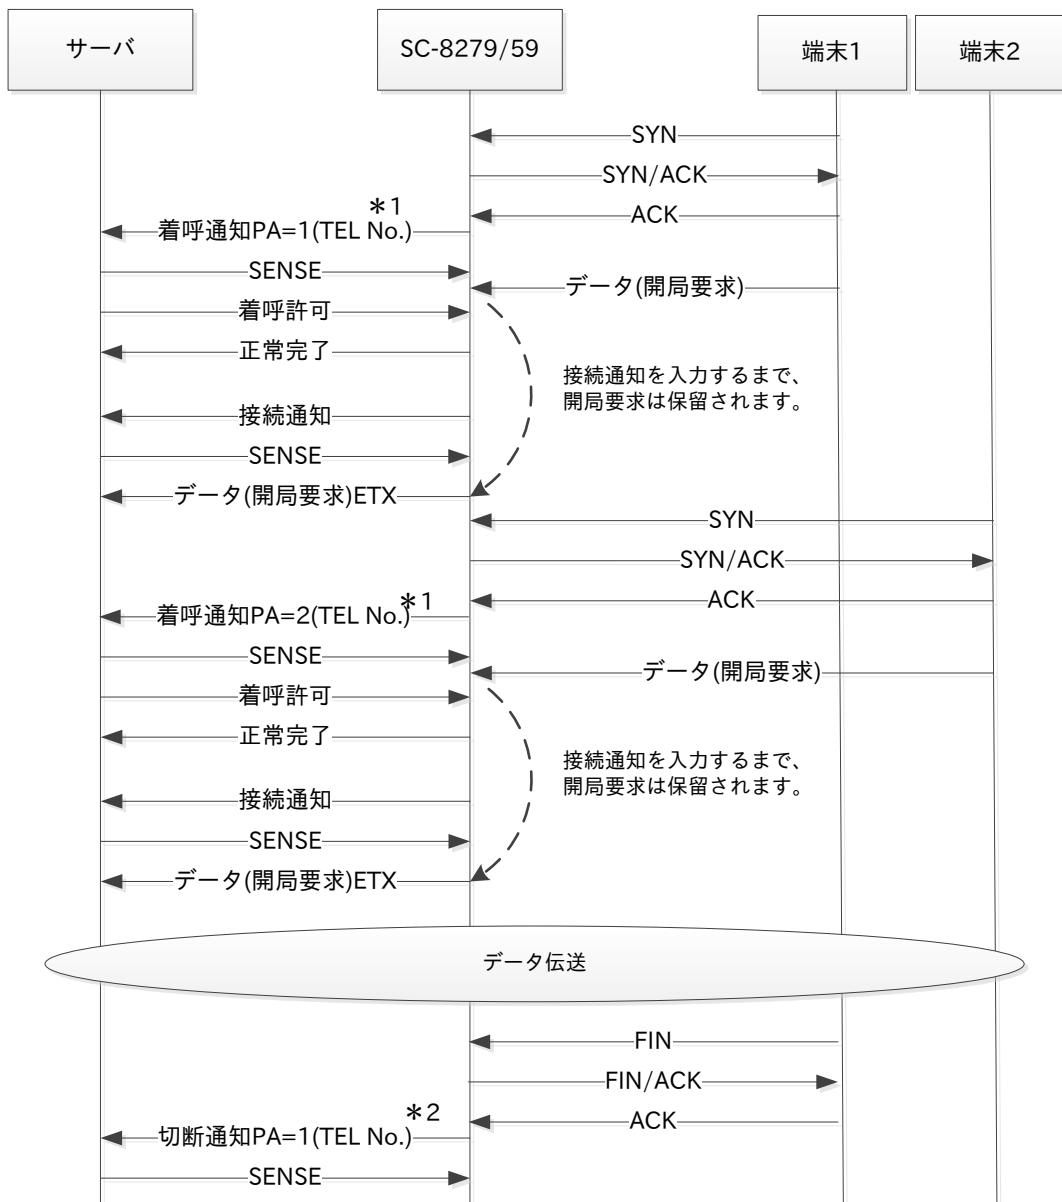 サーバ
SC-8279/59
端末1
端末2
SYN
SYN/ACK
ACK
着呼通知PA=1(TEL No.)
＊1
SENSE
データ(開局要求)
着呼許可
正常完了
接続通知を入力するまで、
開局要求は保留されます。
接続通知
SENSE
データ(開局要求)ETX
SYN
SYN/ACK
ACK
着呼通知PA=2(TEL No.)
＊1
SENSE
データ(開局要求)
着呼許可
正常完了
接続通知を入力するまで、
開局要求は保留されます。
接続通知
SENSE
データ(開局要求)ETX
データ伝送
FIN
FIN/ACK
ACK
切断通知PA=1(TEL No.)
＊2
SENSE